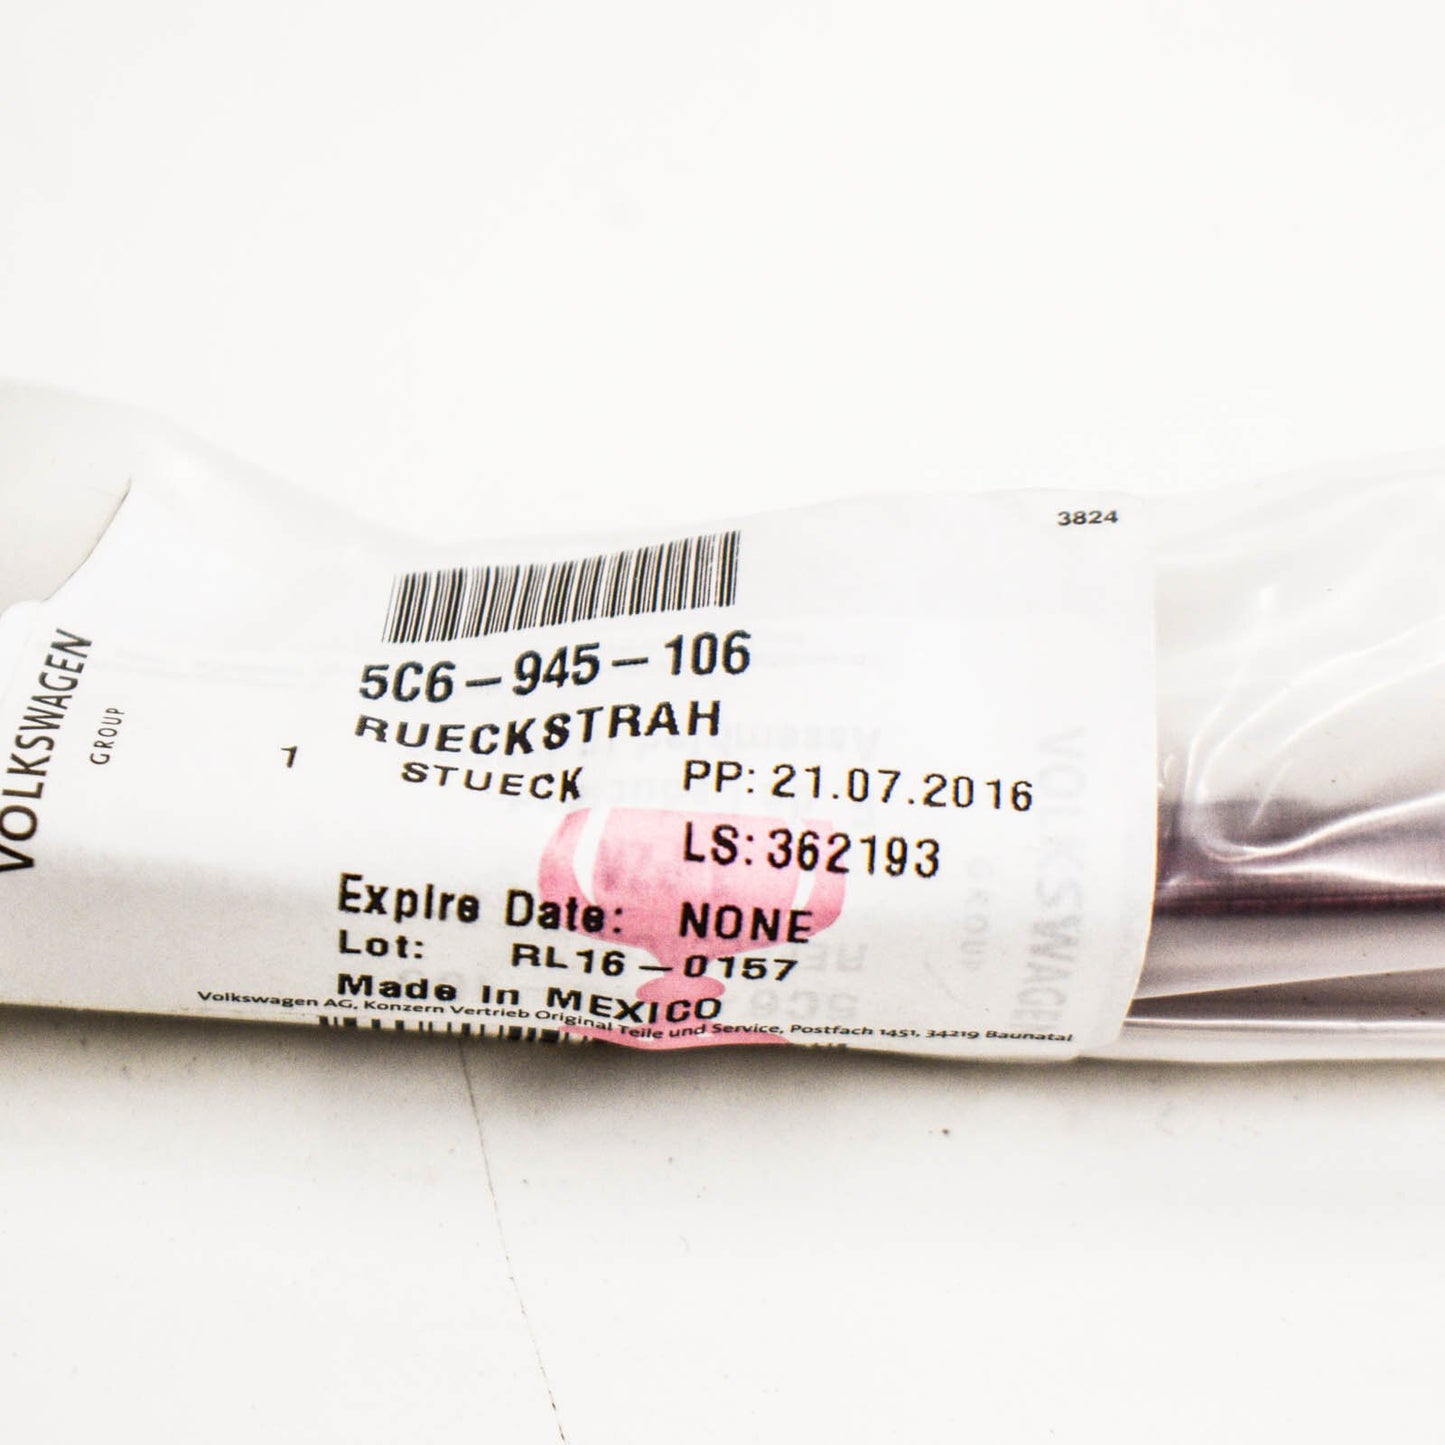 3824
VOLKSWAGEN
GROUP
5C6-945-106
RUECKSTRAH
1 STUECK PP: 21.07.2016
LS: 362193
Expire Date: NONE
Lot: RL16-0157
Made in MEXICO
Volkswagen AG, Konzern Vertrieb Original Teile und Service, Postfach 1451, 34219 Baunatal